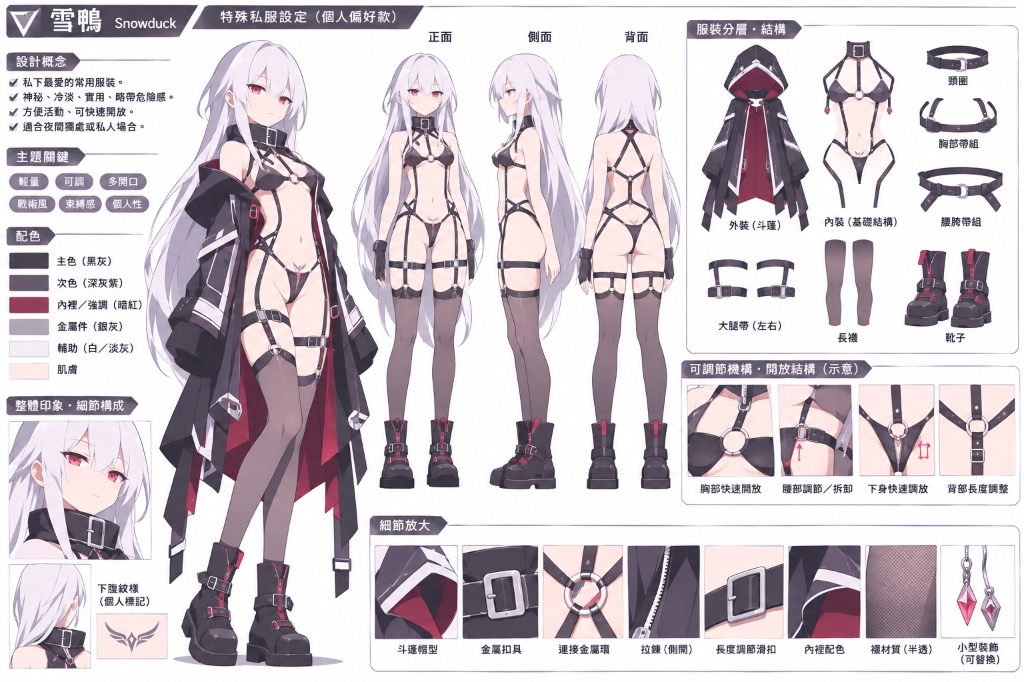 雪鴨 Snowduck
特殊私服設定（個人偏好款）
設計概念
私下最愛的常用服裝。
神秘、冷淡、實用、略帶危險感。
方便活動、可快速開放。
適合夜間獨處或私人場合。
主題關鍵
輕量 可調 多開口
戰術風 束縛感 個人性
配色
主色（黑灰）
次色（深灰紫）
內裡／強調（暗紅）
金屬件（銀灰）
輔助（白／淡灰）
肌膚
整體印象・細節構成
下腹紋樣
（個人標記）
正面
側面
背面
服裝分層・結構
外裝（斗篷）
內裝（基礎結構）
頸圈
胸部帶組
腰胯帶組
大腿帶（左右）
長襪
靴子
可調節機構・開放結構（示意）
胸部快速開放
腰部調節／拆卸
下身快速調放
背部長度調整
細節放大
斗篷帽型
金屬扣具
連接金屬環
拉鍊（側開）
長度調節滑扣
內裡配色
襪材質（半透）
小型裝飾
（可替換）